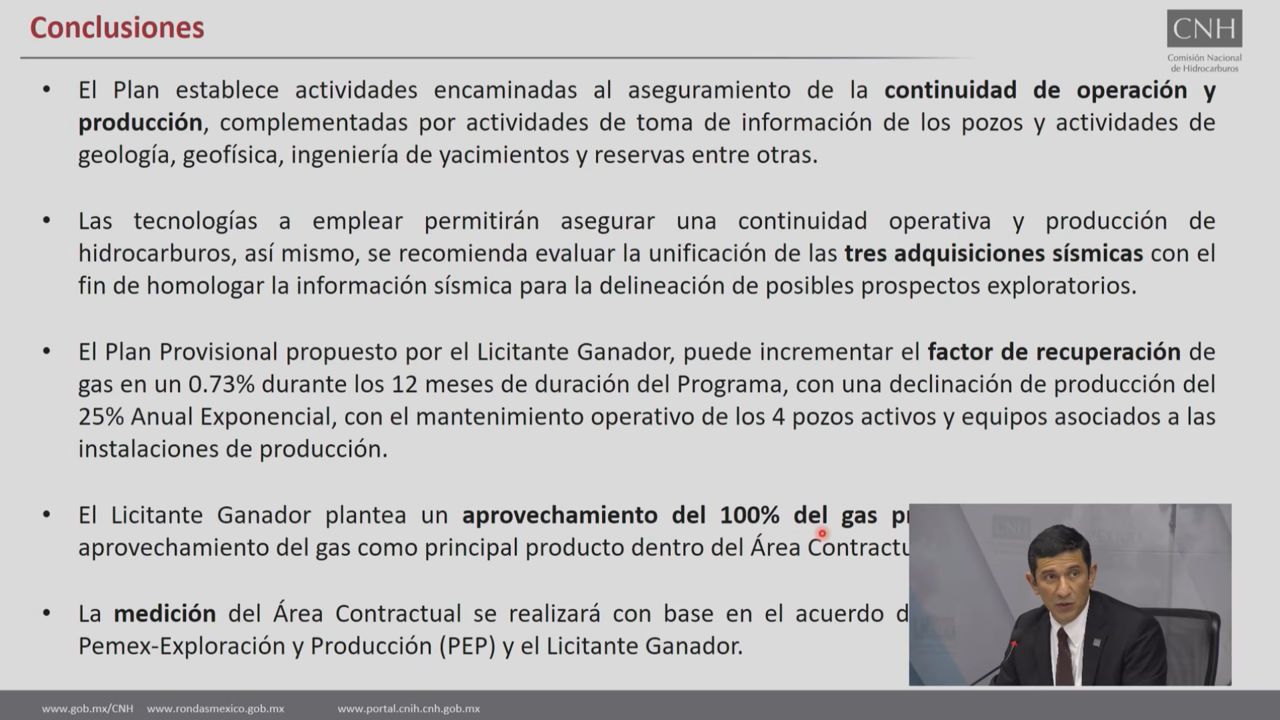 Conclusiones
CNH
Comisión Nacional
de Hidrocarburos
• El Plan establece actividades encaminadas al aseguramiento de la continuidad de operación y
producción, complementadas por actividades de toma de información de los pozos y actividades de
geología, geofísica, ingeniería de yacimientos y reservas entre otras.
• Las tecnologías a emplear permitirán asegurar una continuidad operativa y producción de
hidrocarburos, así mismo, se recomienda evaluar la unificación de las tres adquisiciones sísmicas con el
fin de homologar la información sísmica para la delineación de posibles prospectos exploratorios.
• El Plan Provisional propuesto por el Licitante Ganador, puede incrementar el factor de recuperación de
gas en un 0.73% durante los 12 meses de duración del Programa, con una declinación de producción del
25% Anual Exponencial, con el mantenimiento operativo de los 4 pozos activos y equipos asociados a las
instalaciones de producción.
• El Licitante Ganador plantea un aprovechamiento del 100% del gas
aprovechamiento del gas como principal producto dentro del Área
• La medición del Área Contractual se realizará con base en el acuerdo
Pemex-Exploración y Producción (PEP) y el Licitante Ganador.
www.gob.mx/CNH www.rondasmexico.gob.mx www.portal.cnih.cnh.gob.mx